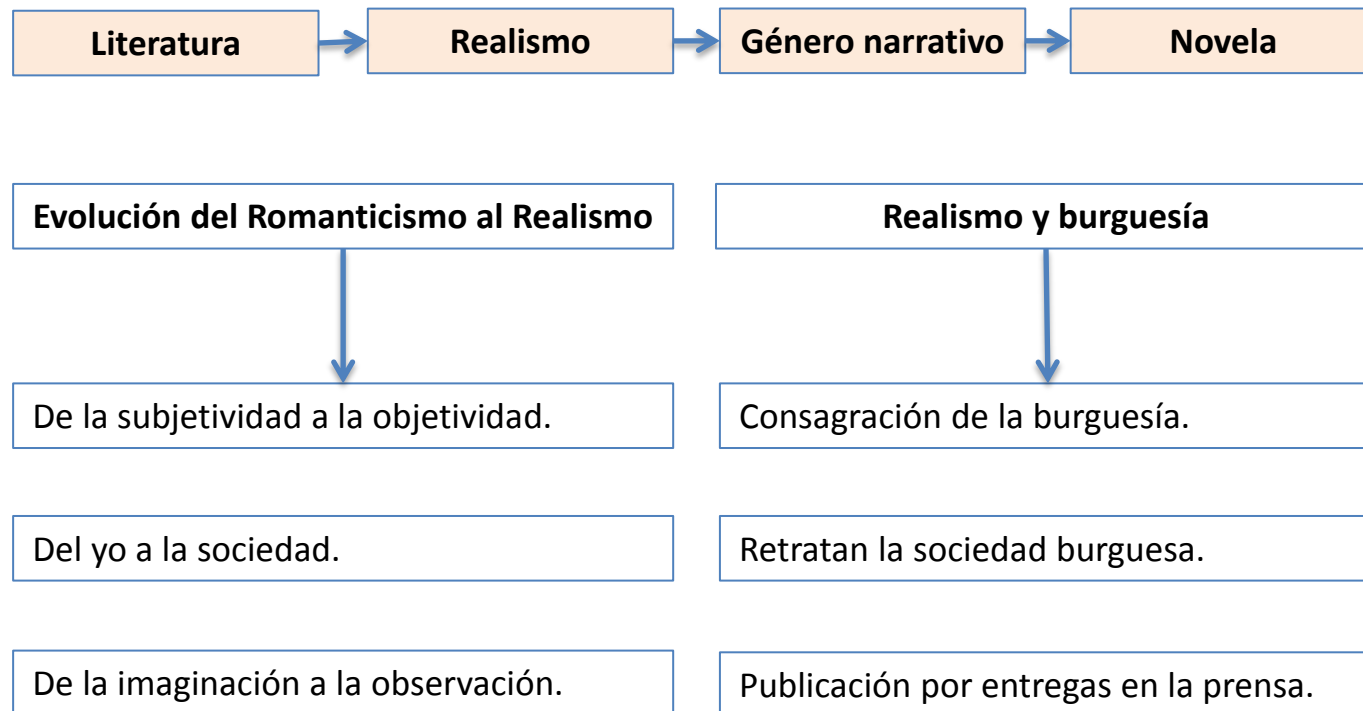 Literatura
Realismo
Género narrativo
Novela
Evolución del Romanticismo al Realismo
De la subjetividad a la objetividad.
Del yo a la sociedad.
De la imaginación a la observación.
Realismo y burguesía
Consagración de la burguesía.
Retratan la sociedad burguesa.
Publicación por entregas en la prensa.